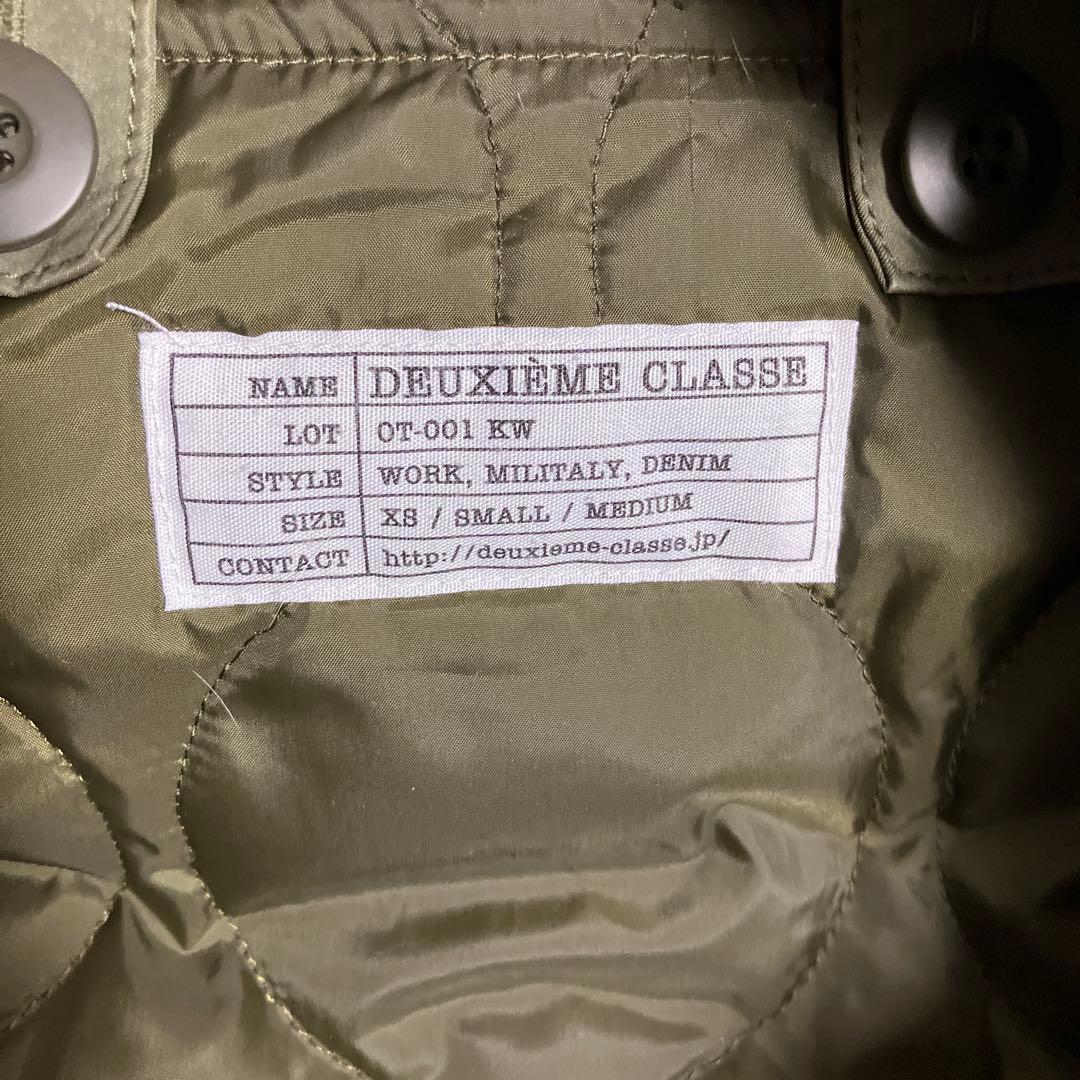 NAME DEUXIÈME CLASSE
LOT OT-001 KW
STYLE WORK, MILITALY, DENIM
SIZE XS / SMALL / MEDIUM
CONTACT http://deuxieme-classe.jp/